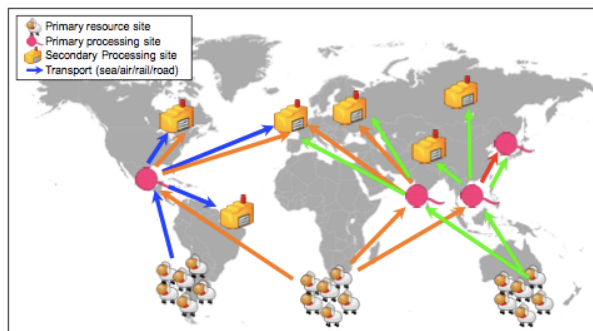 Primary resource site
Primary processing site
Secondary Processing site
Transport (sea/air/rail/road)